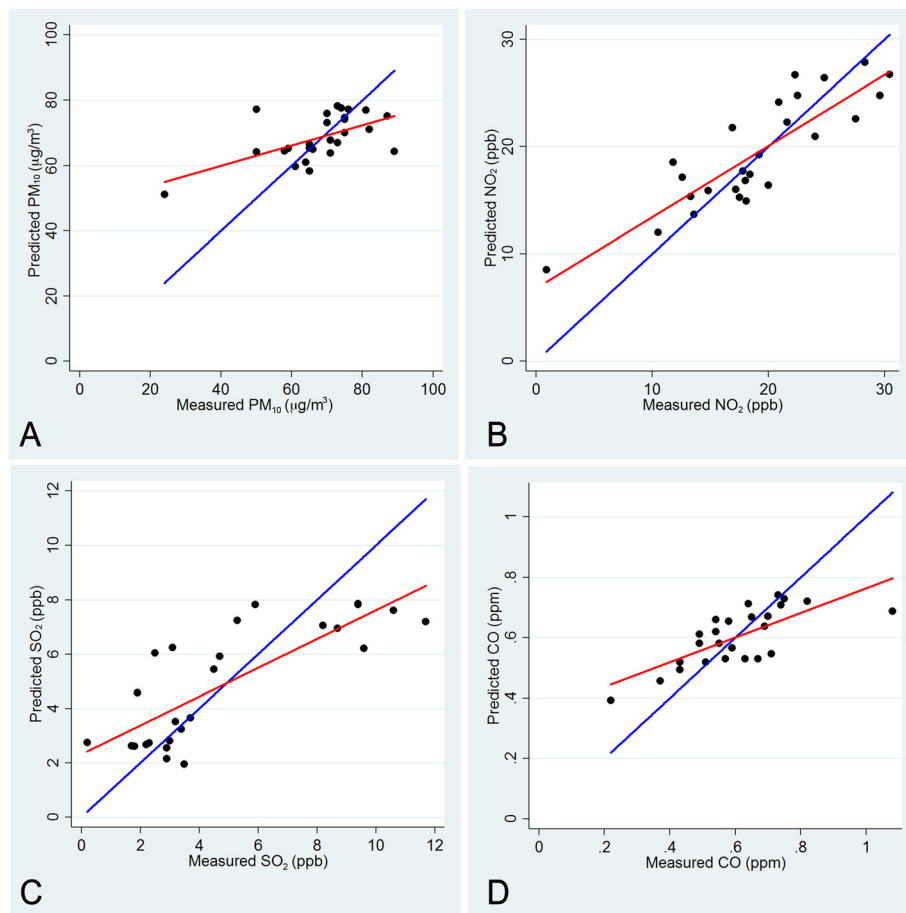 100
80
60
40
20
0
Predicted PM₁₀ (μg/m³)
0 20 40 60 80 100
Measured PM₁₀ (μg/m³)
A
30
20
10
0
Predicted NO₂ (ppb)
0 10 20 30
Measured NO₂ (ppb)
B
12
10
8
6
4
2
0
Predicted SO₂ (ppb)
0 2 4 6 8 10 12
Measured SO₂ (ppb)
C
1
.8
.6
.4
.2
0
Predicted CO (ppm)
0 .2 .4 .6 .8 1
Measured CO (ppm)
D